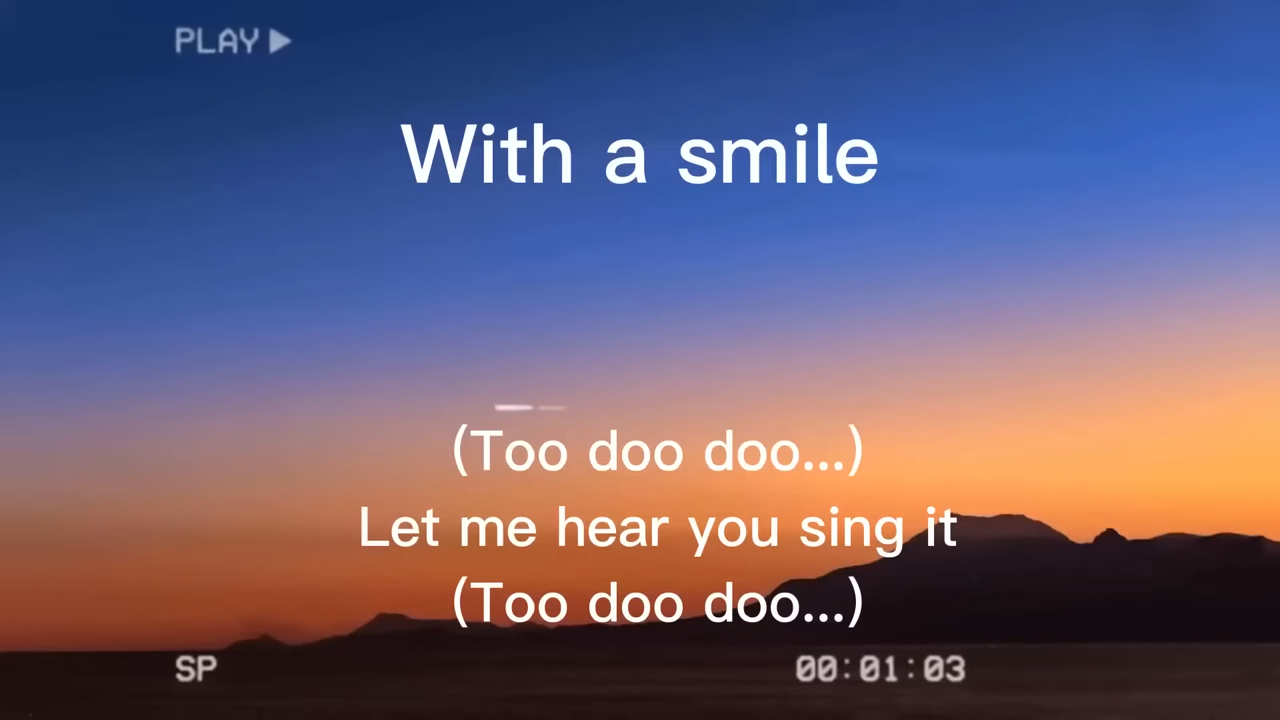 PLAY ▶
With a smile
(Too doo doo...)
Let me hear you sing it
(Too doo doo...)
SP
00:01:03